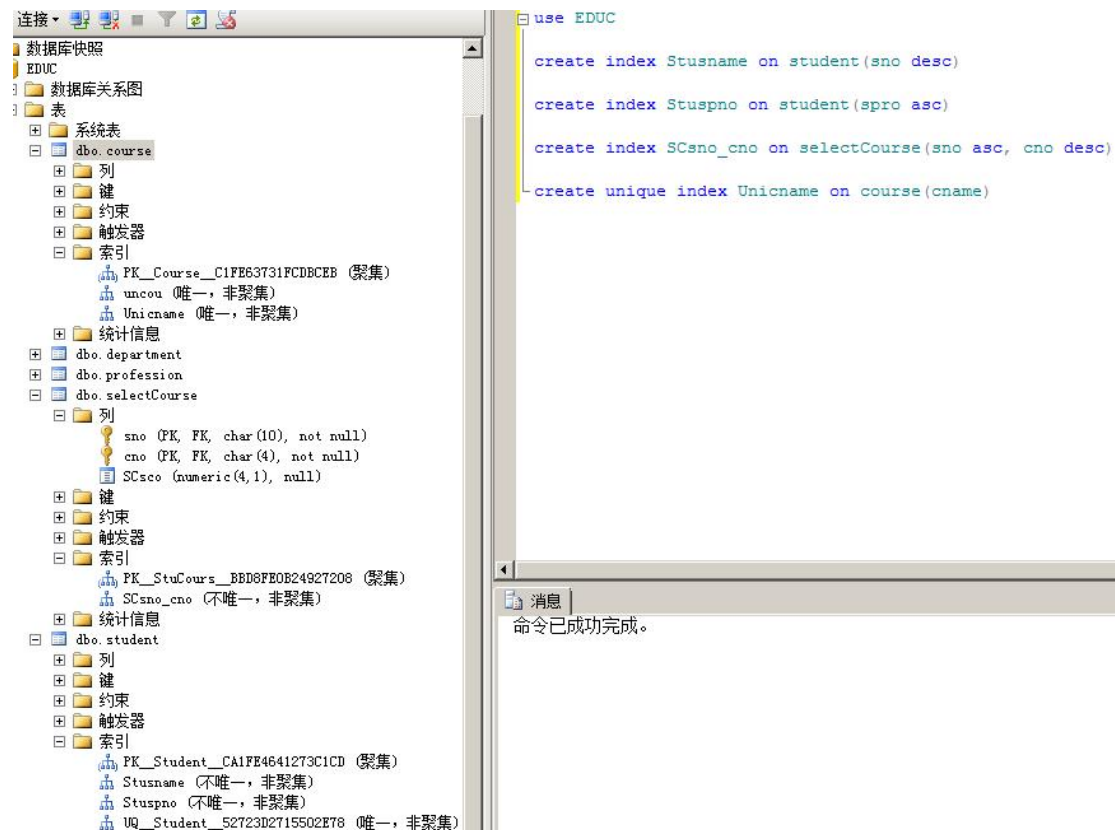 连接
数据库快照
EDUC
数据库关系图
表
系统表
dbo.course
列
键
约束
触发器
索引
PK__Course__C1FE63731FCDBCEB (聚集)
uncou (唯一，非聚集)
Unicname (唯一，非聚集)
统计信息
dbo.department
dbo.profession
dbo.selectCourse
列
sno (PK, FK, char(10), not null)
cno (PK, FK, char(4), not null)
SCsco (numeric(4,1), null)
键
约束
触发器
索引
PK__StuCours__BBD8FE0B24927208 (聚集)
SCsno_cno (不唯一，非聚集)
统计信息
dbo.student
列
键
约束
触发器
索引
PK__Student__CA1FE4641273C1CD (聚集)
Stusname (不唯一，非聚集)
Stuspno (不唯一，非聚集)
UQ__Student__52723D2715502E78 (唯一，非聚集)
use EDUC
create index Stusname on student(sno desc)
create index Stuspno on student(spro asc)
create index SCsno_cno on selectCourse(sno asc, cno desc)
create unique index Unicname on course(cname)
消息
命令已成功完成。